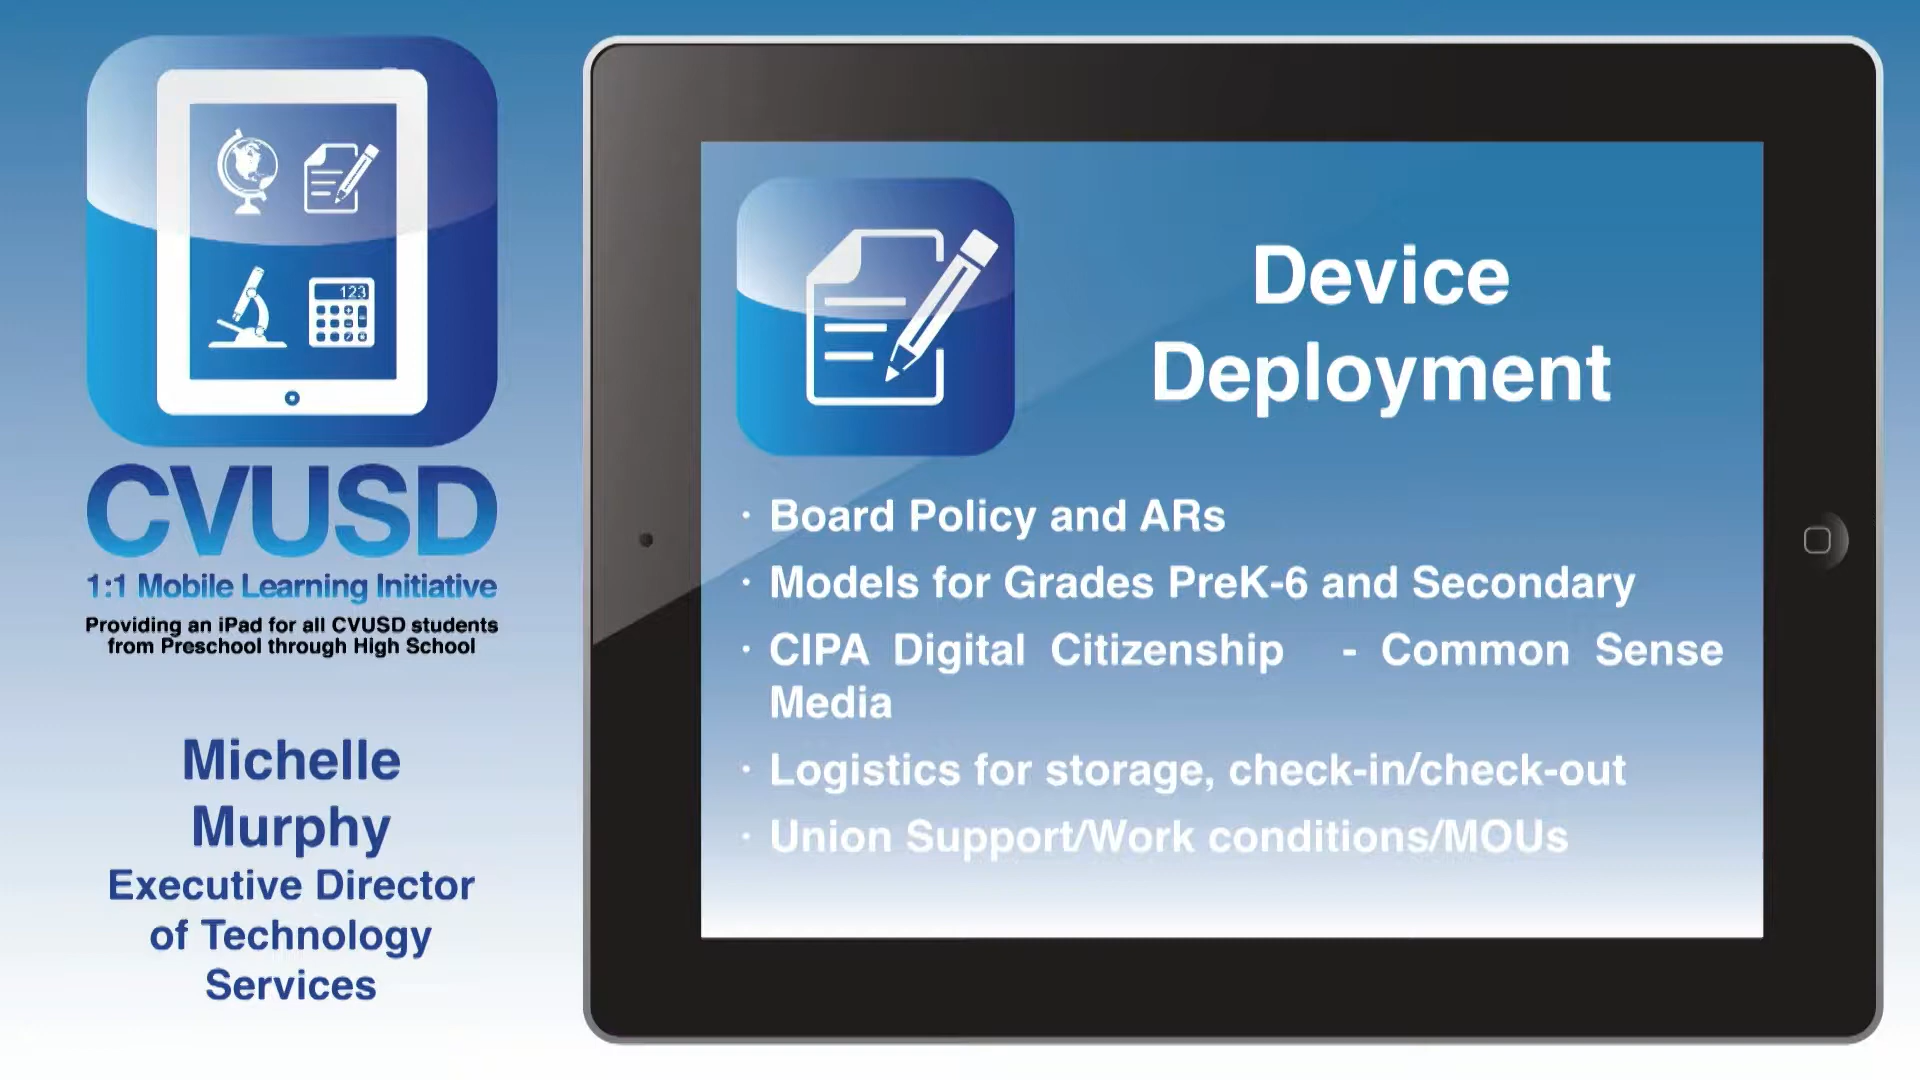 123
CVUSD
1:1 Mobile Learning Initiative
Providing an iPad for all CVUSD students
from Preschool through High School
Michelle
Murphy
Executive Director
of Technology
Services
Device
Deployment
· Board Policy and ARs
· Models for Grades PreK-6 and Secondary
· CIPA Digital Citizenship - Common Sense
Media
· Logistics for storage, check-in/check-out
· Union Support/Work conditions/MOUs